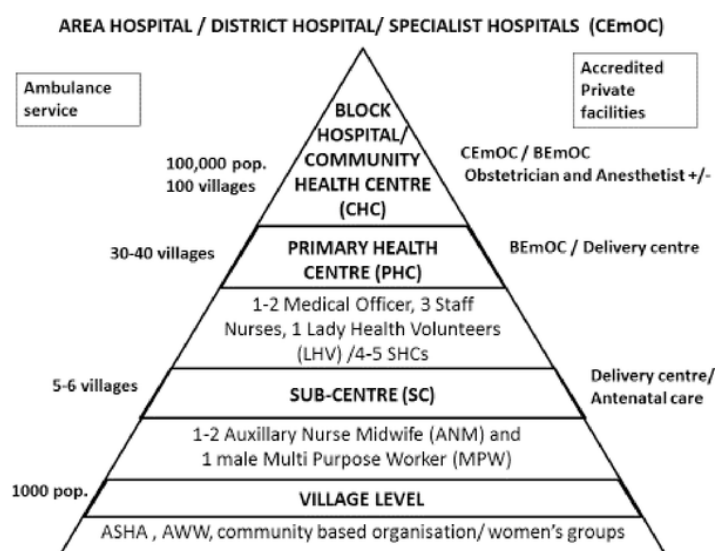 AREA HOSPITAL / DISTRICT HOSPITAL/ SPECIALIST HOSPITALS (CEmOC)
Ambulance
service
Accredited
Private
facilities
BLOCK
HOSPITAL/
COMMUNITY
HEALTH CENTRE
(CHC)
100,000 pop.
100 villages
CEmOC / BEmOC
Obstetrician and Anesthetist +/-
30-40 villages
PRIMARY HEALTH
CENTRE (PHC)
BEmOC / Delivery centre
1-2 Medical Officer, 3 Staff
Nurses, 1 Lady Health Volunteers
(LHV) /4-5 SHCs
5-6 villages
SUB-CENTRE (SC)
Delivery centre/
Antenatal care
1-2 Auxillary Nurse Midwife (ANM) and
1 male Multi Purpose Worker (MPW)
1000 pop.
VILLAGE LEVEL
ASHA , AWW, community based organisation/ women's groups